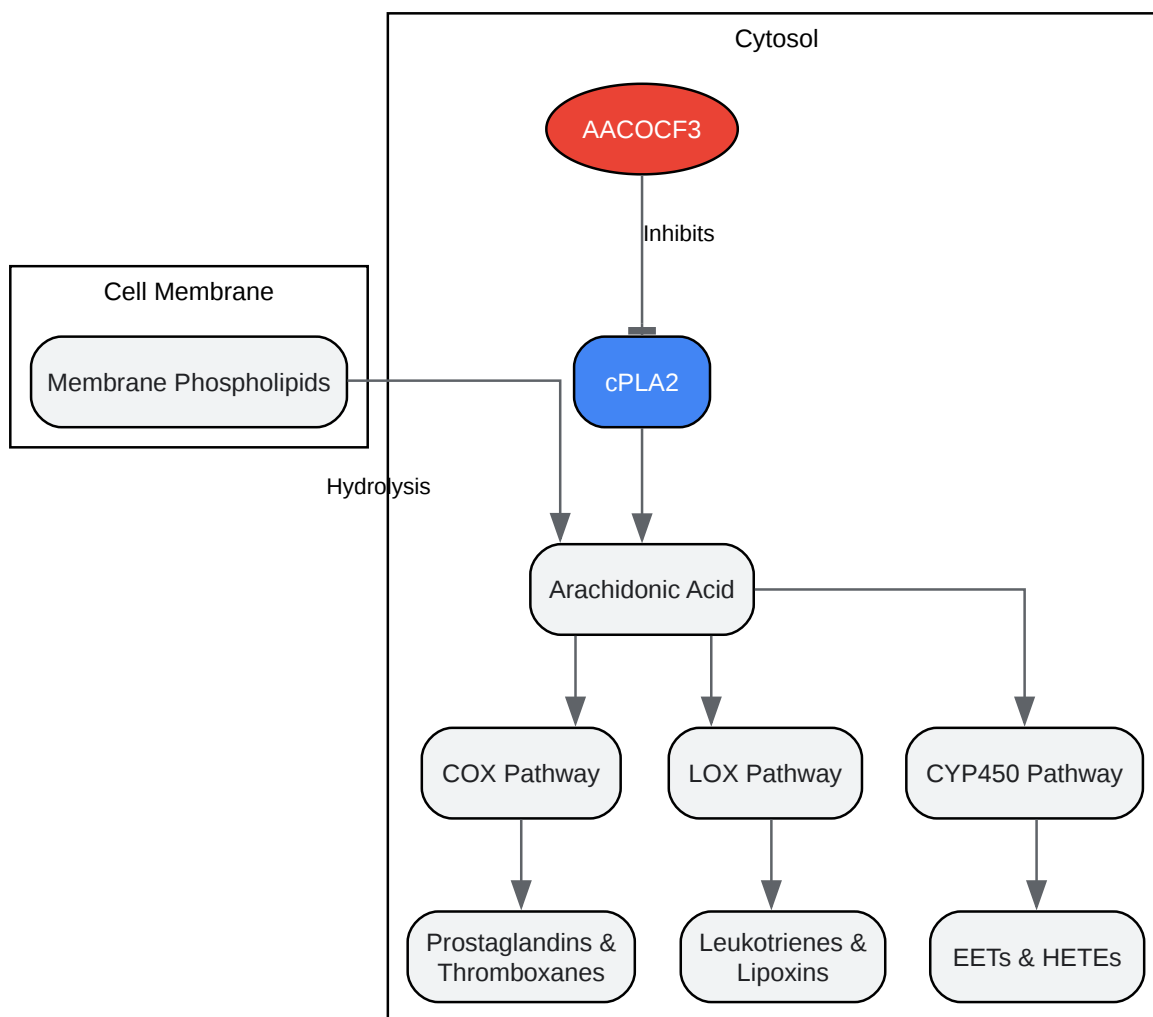 Cytosol
AACOCF3
Inhibits
Cell Membrane
Membrane Phospholipids
cPLA2
Hydrolysis
Arachidonic Acid
COX Pathway
LOX Pathway
CYP450 Pathway
Prostaglandins &
Thromboxanes
Leukotrienes &
Lipoxins
EETs & HETEs